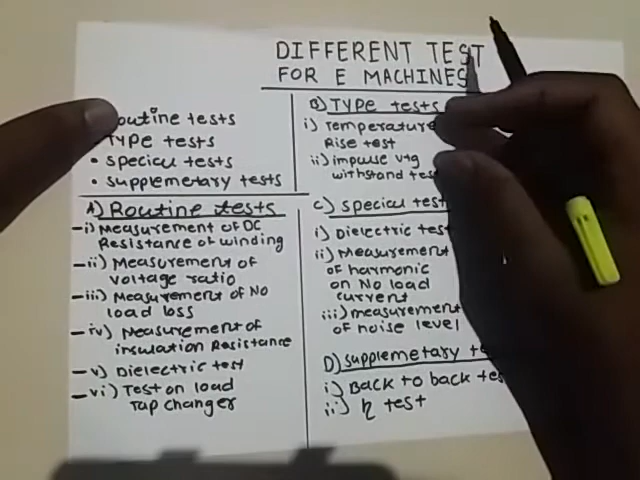 DIFFERENT TEST
FOR E MACHINES
outine tests
TYPE tests
• special tests
• supplemetary tests
A) Routine tests
- i) Measurement of DC
Resistance of winding
- ii) Measurement of
voltage ratio
- iii) Measurement of No
load loss
- iv) Measurement of
insulation Resistance
- v) Dielectric test
- vi) Test on load
Tap changer
B) TYPE tests
i) Temperature
Rise test
ii) impulse vtg
withstand tes
C) special test
i) Dielectric test
ii) Measurement
of harmonic
on No load
current
iii) measurement
of noise level
D) supplemetary te
i) Back to back tes
ii) η test